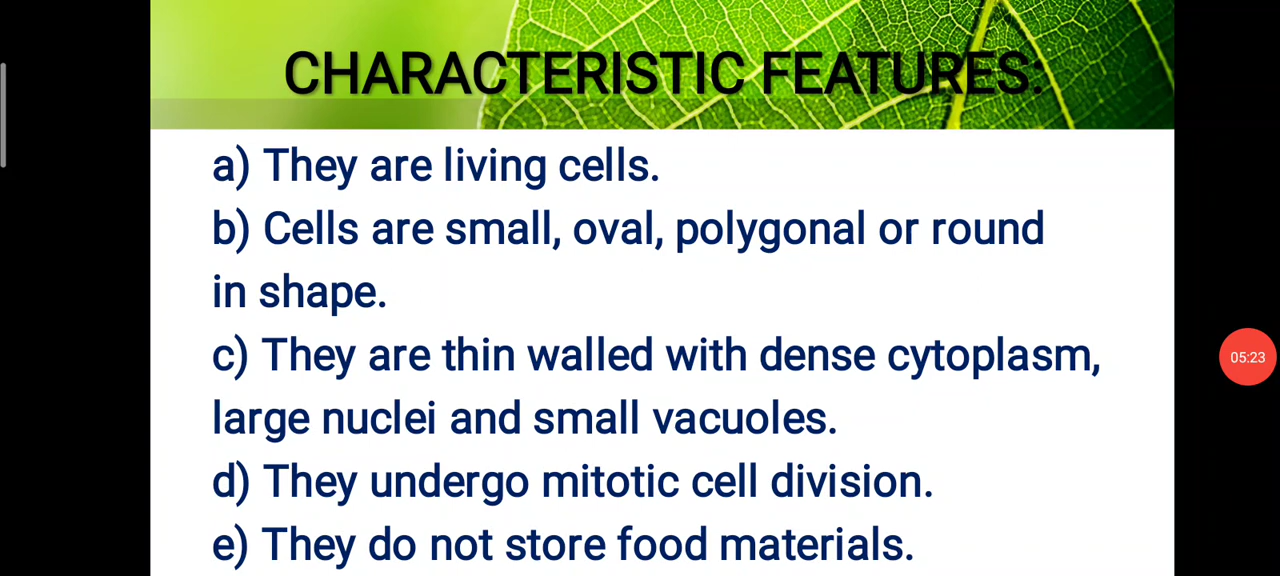 CHARACTERISTIC FEATURES:
a) They are living cells.
b) Cells are small, oval, polygonal or round
in shape.
c) They are thin walled with dense cytoplasm,
large nuclei and small vacuoles.
d) They undergo mitotic cell division.
e) They do not store food materials.
05:23